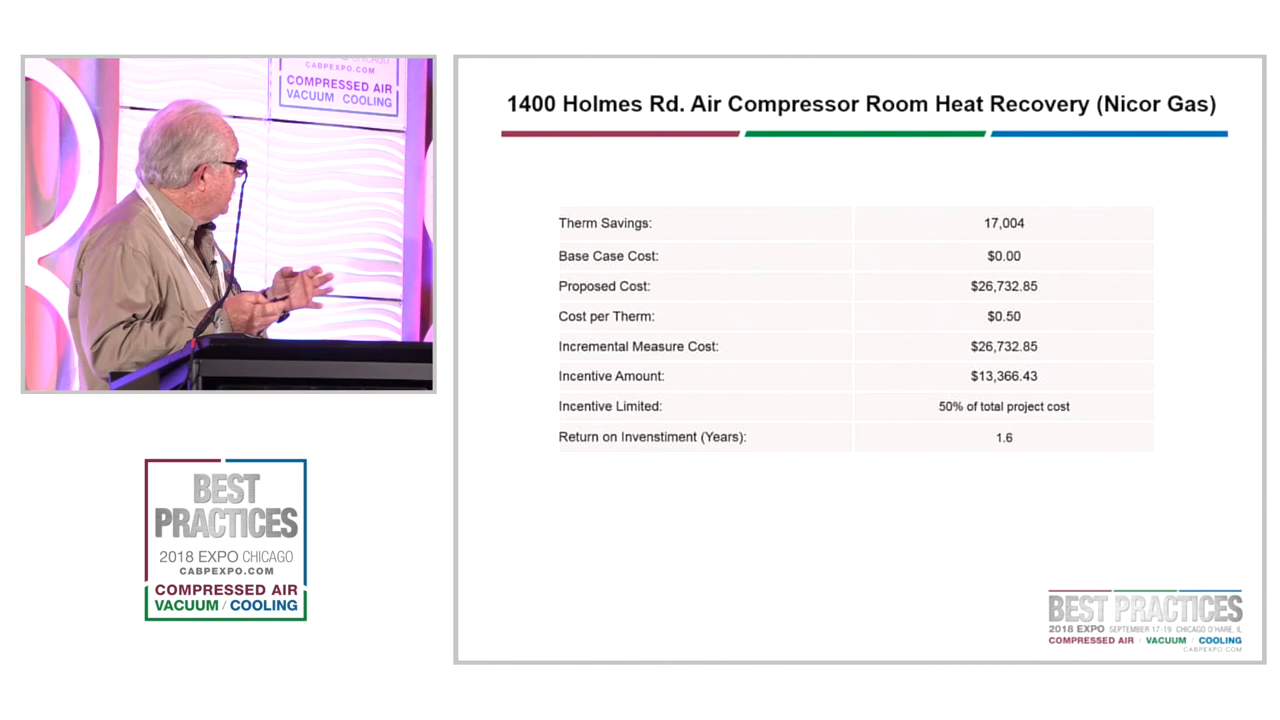 CABPEXPO.COM
COMPRESSED AIR
VACUUM COOLING
1400 Holmes Rd. Air Compressor Room Heat Recovery (Nicor Gas)
Therm Savings: 17,004
Base Case Cost: $0.00
Proposed Cost: $26,732.85
Cost per Therm: $0.50
Incremental Measure Cost: $26,732.85
Incentive Amount: $13,366.43
Incentive Limited: 50% of total project cost
Return on Invenstiment (Years): 1.6
BEST
PRACTICES
2018 EXPO CHICAGO
CABPEXPO.COM
COMPRESSED AIR
VACUUM / COOLING
BEST PRACTICES
2018 EXPO SEPTEMBER 17-19 CHICAGO O'HARE, IL
COMPRESSED AIR / VACUUM / COOLING
CABPEXPO.COM